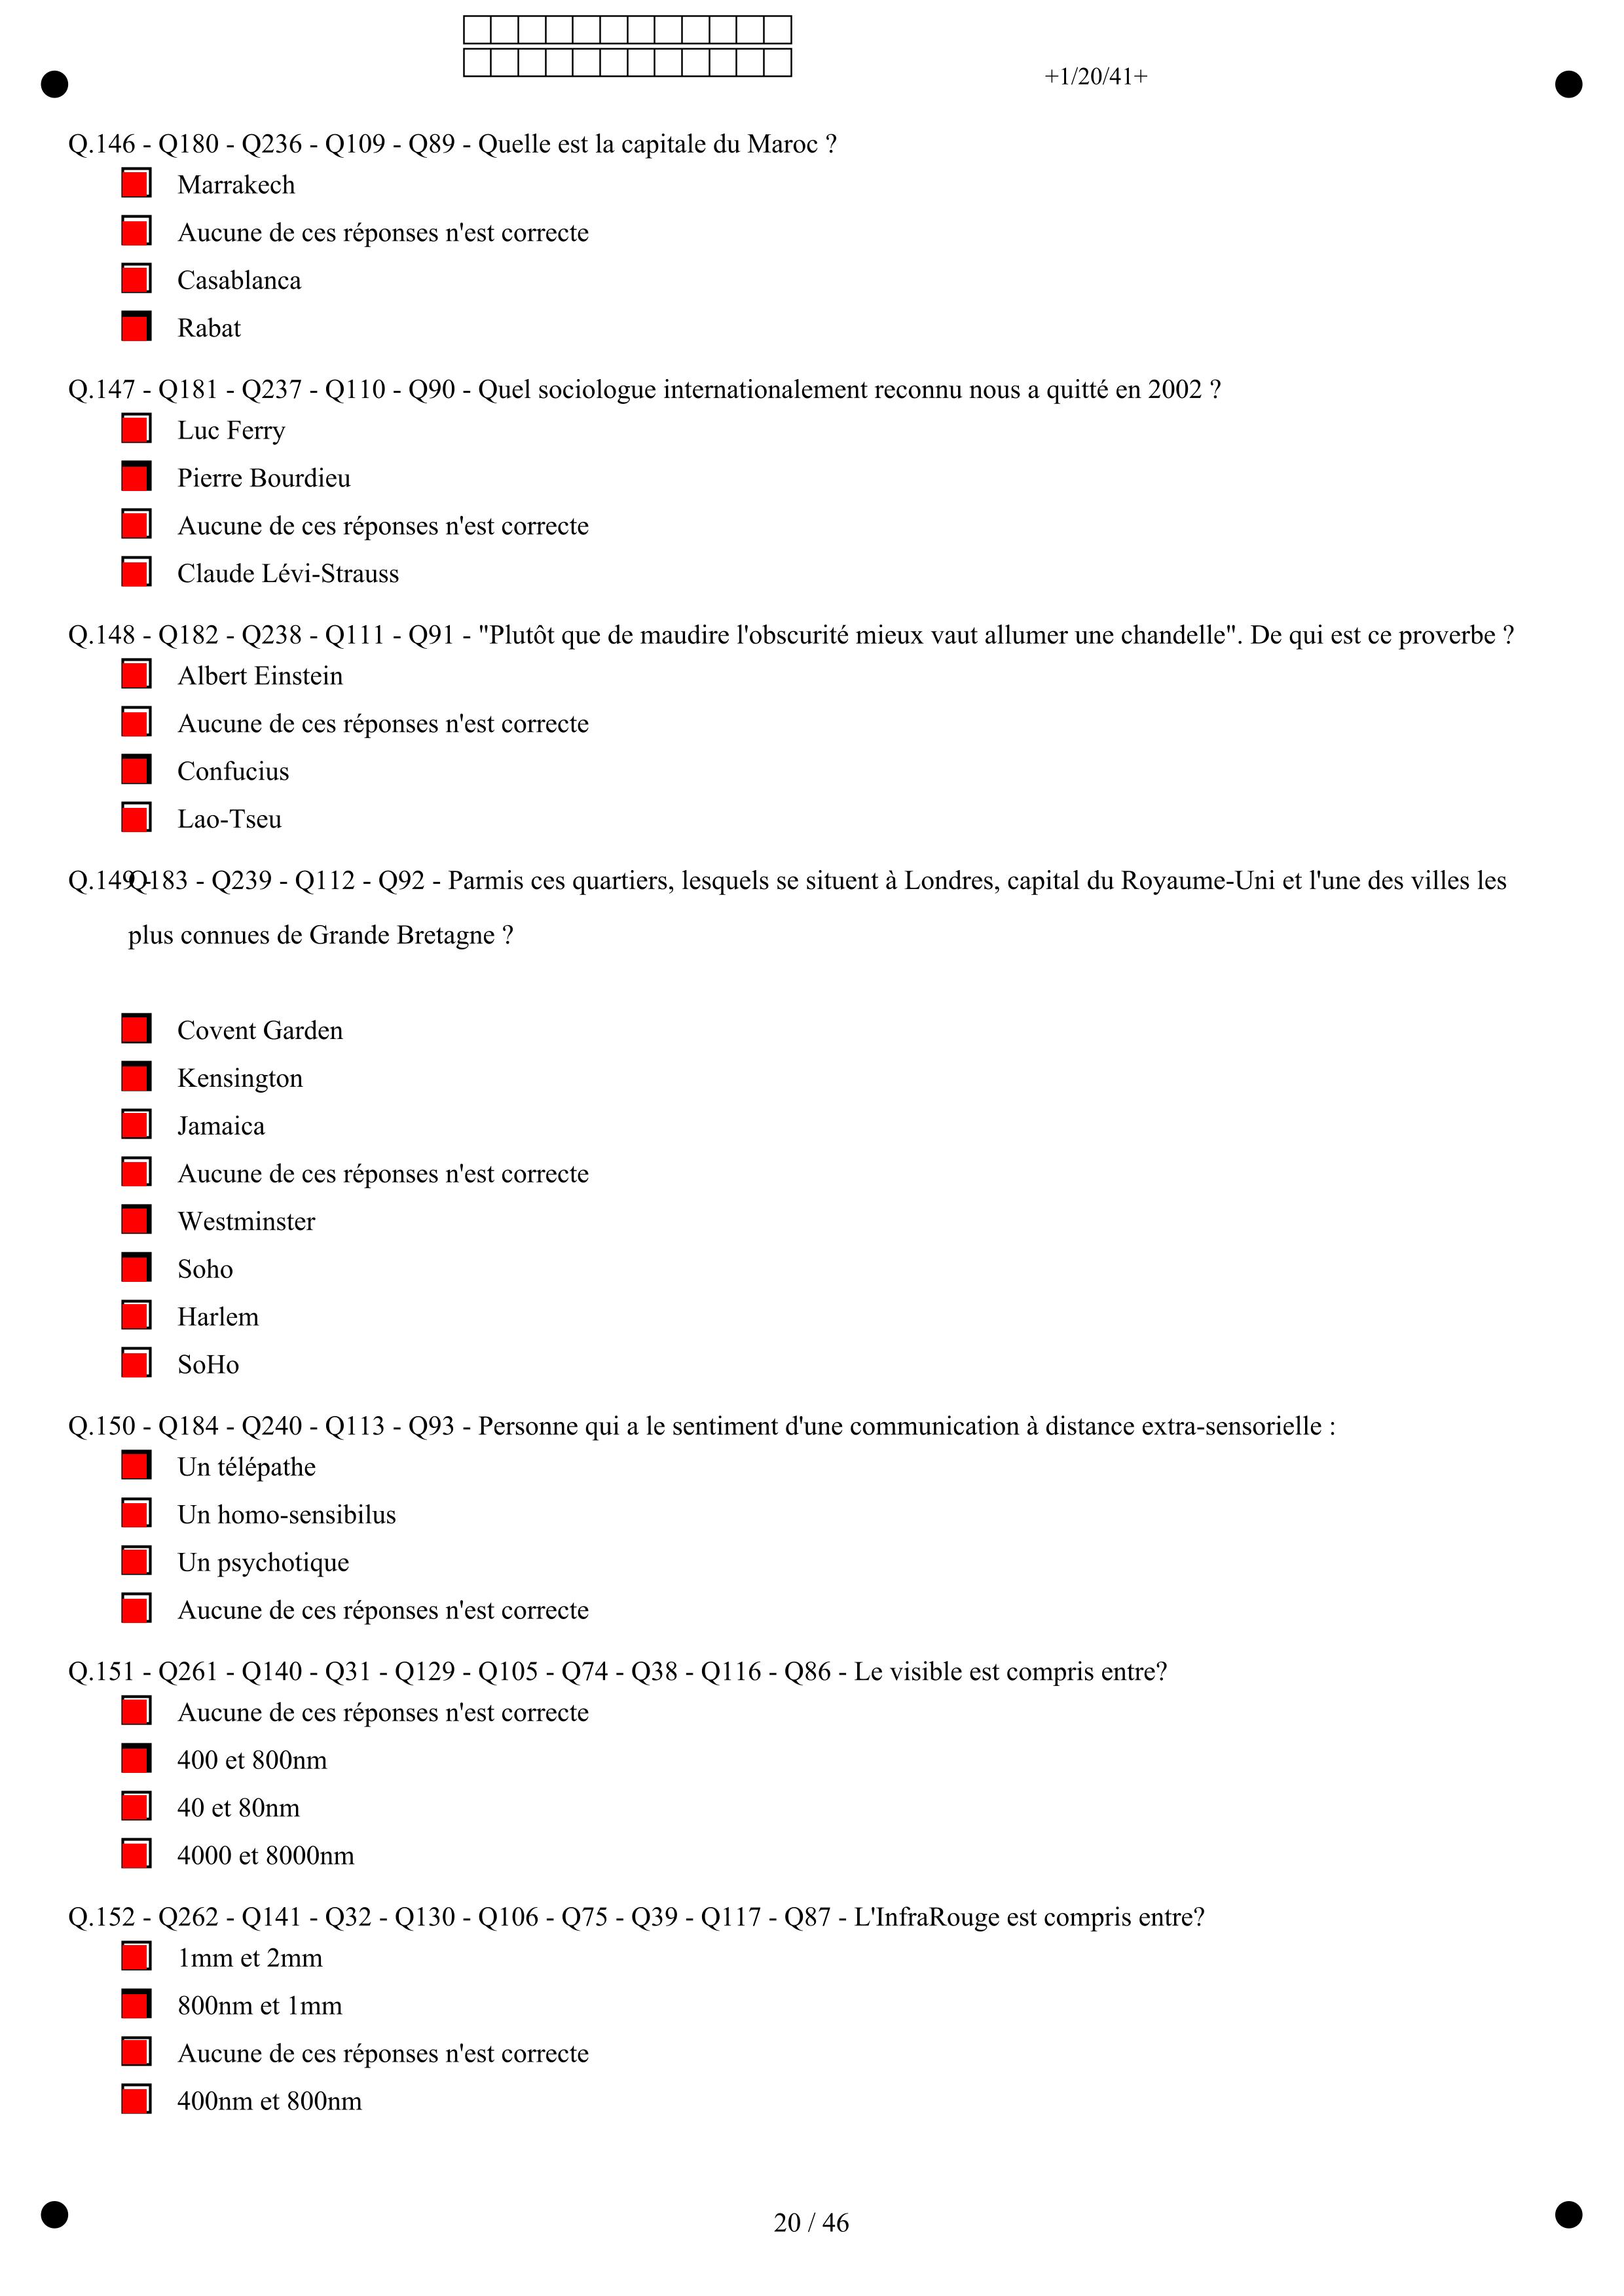 +1/20/41+
Q.146 - Q180 - Q236 - Q109 - Q89 - Quelle est la capitale du Maroc ?
Marrakech
Aucune de ces réponses n'est correcte
Casablanca
Rabat
Q.147 - Q181 - Q237 - Q110 - Q90 - Quel sociologue internationalement reconnu nous a quitté en 2002 ?
Luc Ferry
Pierre Bourdieu
Aucune de ces réponses n'est correcte
Claude Lévi-Strauss
Q.148 - Q182 - Q238 - Q111 - Q91 - "Plutôt que de maudire l'obscurité mieux vaut allumer une chandelle". De qui est ce proverbe ?
Albert Einstein
Aucune de ces réponses n'est correcte
Confucius
Lao-Tseu
Q.149 - Q183 - Q239 - Q112 - Q92 - Parmis ces quartiers, lesquels se situent à Londres, capital du Royaume-Uni et l'une des villes les
plus connues de Grande Bretagne ?
Covent Garden
Kensington
Jamaica
Aucune de ces réponses n'est correcte
Westminster
Soho
Harlem
SoHo
Q.150 - Q184 - Q240 - Q113 - Q93 - Personne qui a le sentiment d'une communication à distance extra-sensorielle :
Un télépathe
Un homo-sensibilus
Un psychotique
Aucune de ces réponses n'est correcte
Q.151 - Q261 - Q140 - Q31 - Q129 - Q105 - Q74 - Q38 - Q116 - Q86 - Le visible est compris entre?
Aucune de ces réponses n'est correcte
400 et 800nm
40 et 80nm
4000 et 8000nm
Q.152 - Q262 - Q141 - Q32 - Q130 - Q106 - Q75 - Q39 - Q117 - Q87 - L'InfraRouge est compris entre?
1mm et 2mm
800nm et 1mm
Aucune de ces réponses n'est correcte
400nm et 800nm
20 / 46